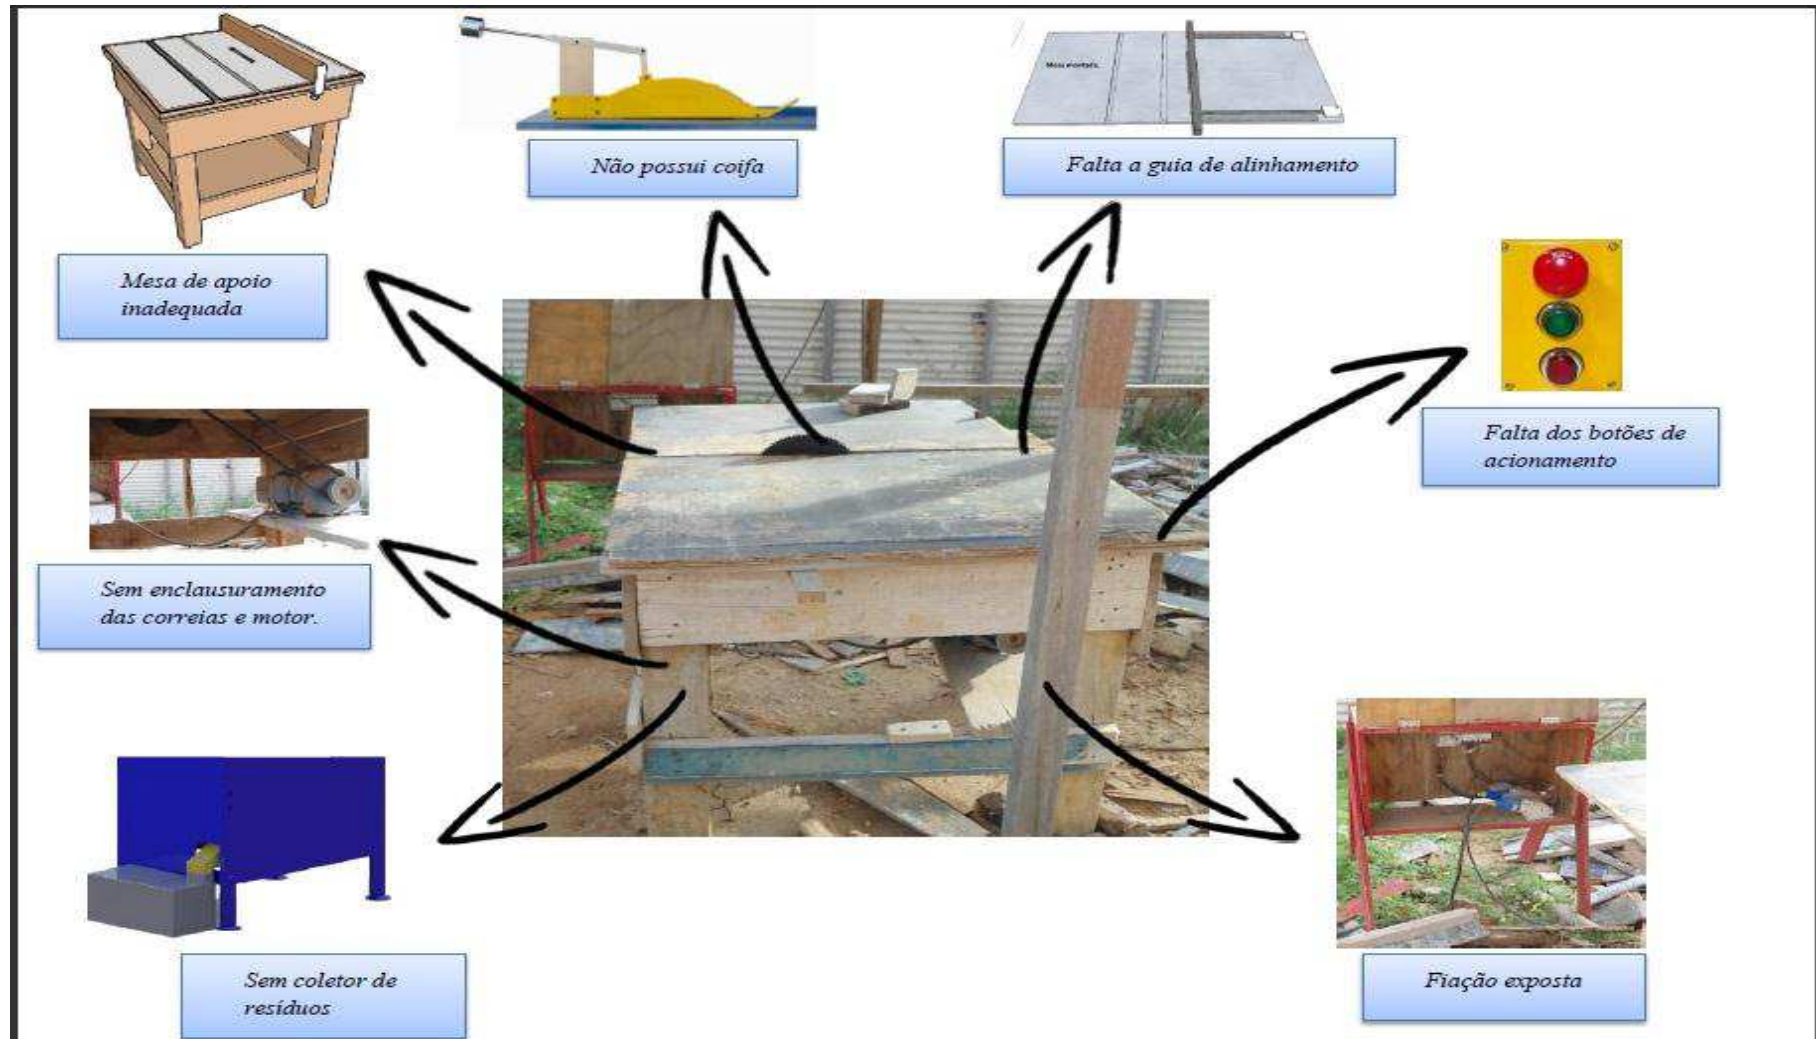 Não possui coifa
Falta a guia de alinhamento
Mesa de apoio
inadequada
Falta dos botões de
acionamento
Sem enclausuramento
das correias e motor.
Sem coletor de
resíduos
Fiação exposta